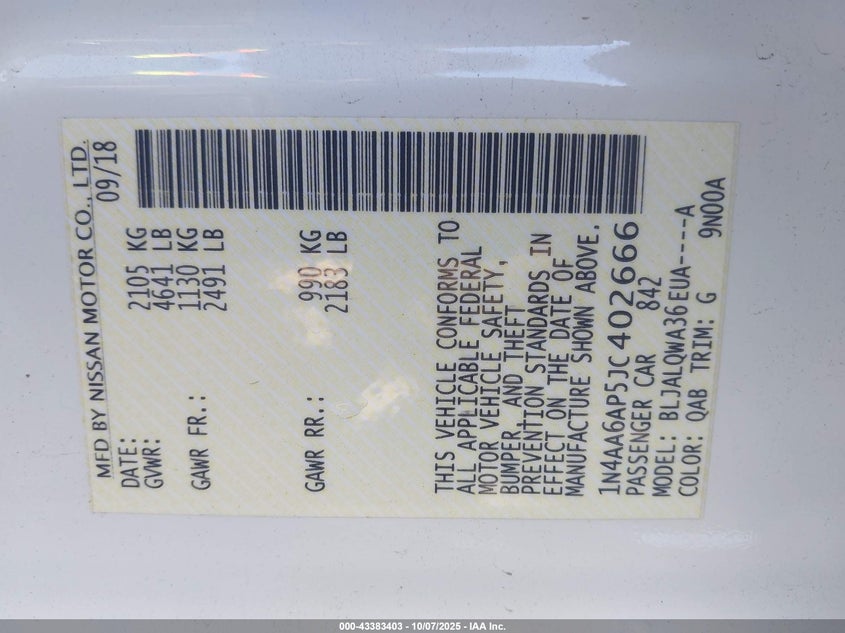 MFD BY NISSAN MOTOR CO., LTD.
DATE: 09/18
GVWR: 2105 KG
4641 LB
GAWR FR.: 1130 KG
2491 LB
GAWR RR.: 990 KG
2183 LB
THIS VEHICLE CONFORMS TO
ALL APPLICABLE FEDERAL
MOTOR VEHICLE SAFETY,
BUMPER, AND THEFT
PREVENTION STANDARDS IN
EFFECT ON THE DATE OF
MANUFACTURE SHOWN ABOVE.
1N4AA6AP5JC402666
PASSENGER CAR 842
MODEL: BLJALQWA36EUA----A
COLOR: QAB TRIM: G 9N00A
000-43383403 - 10/07/2025 - IAA Inc.